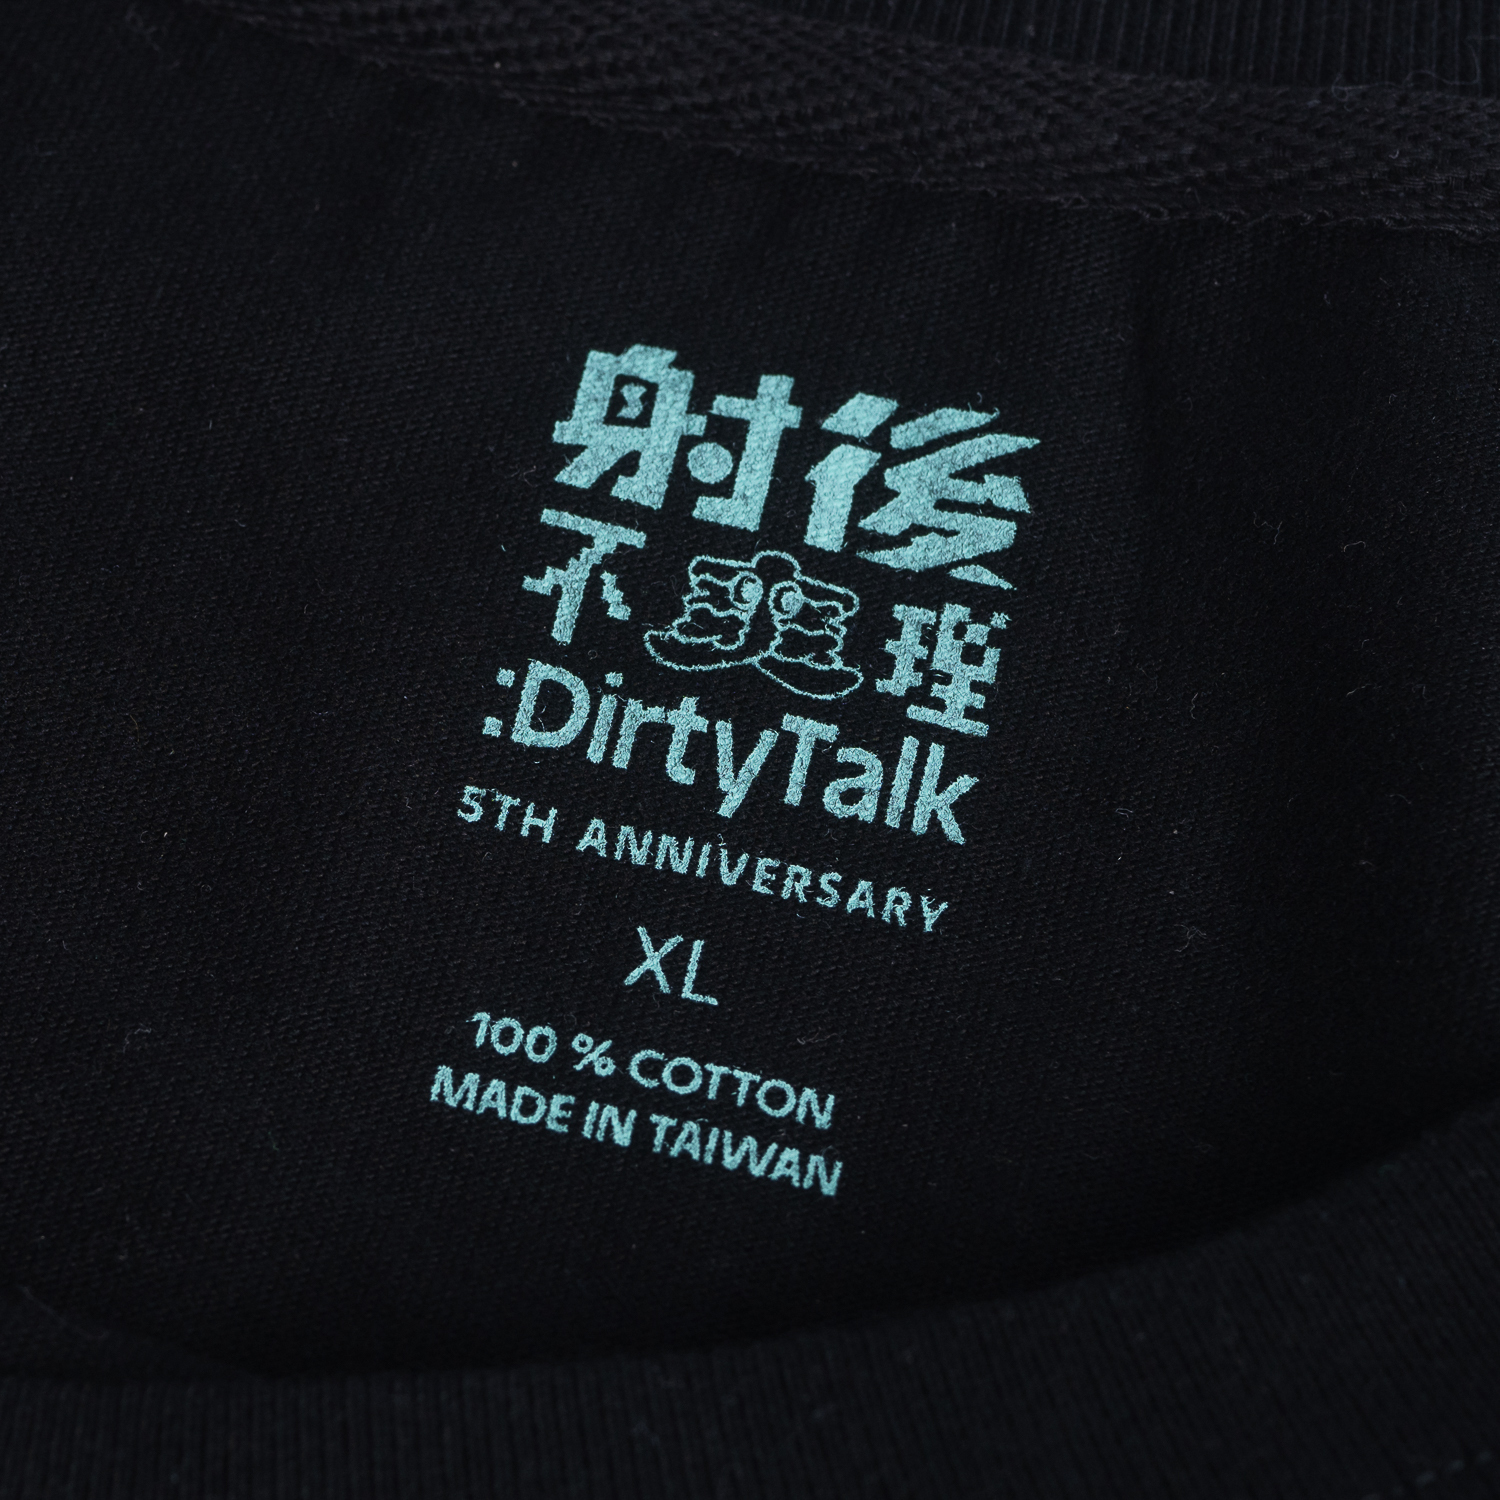 射後
不理
:DirtyTalk
5TH ANNIVERSARY
XL
100 % COTTON
MADE IN TAIWAN